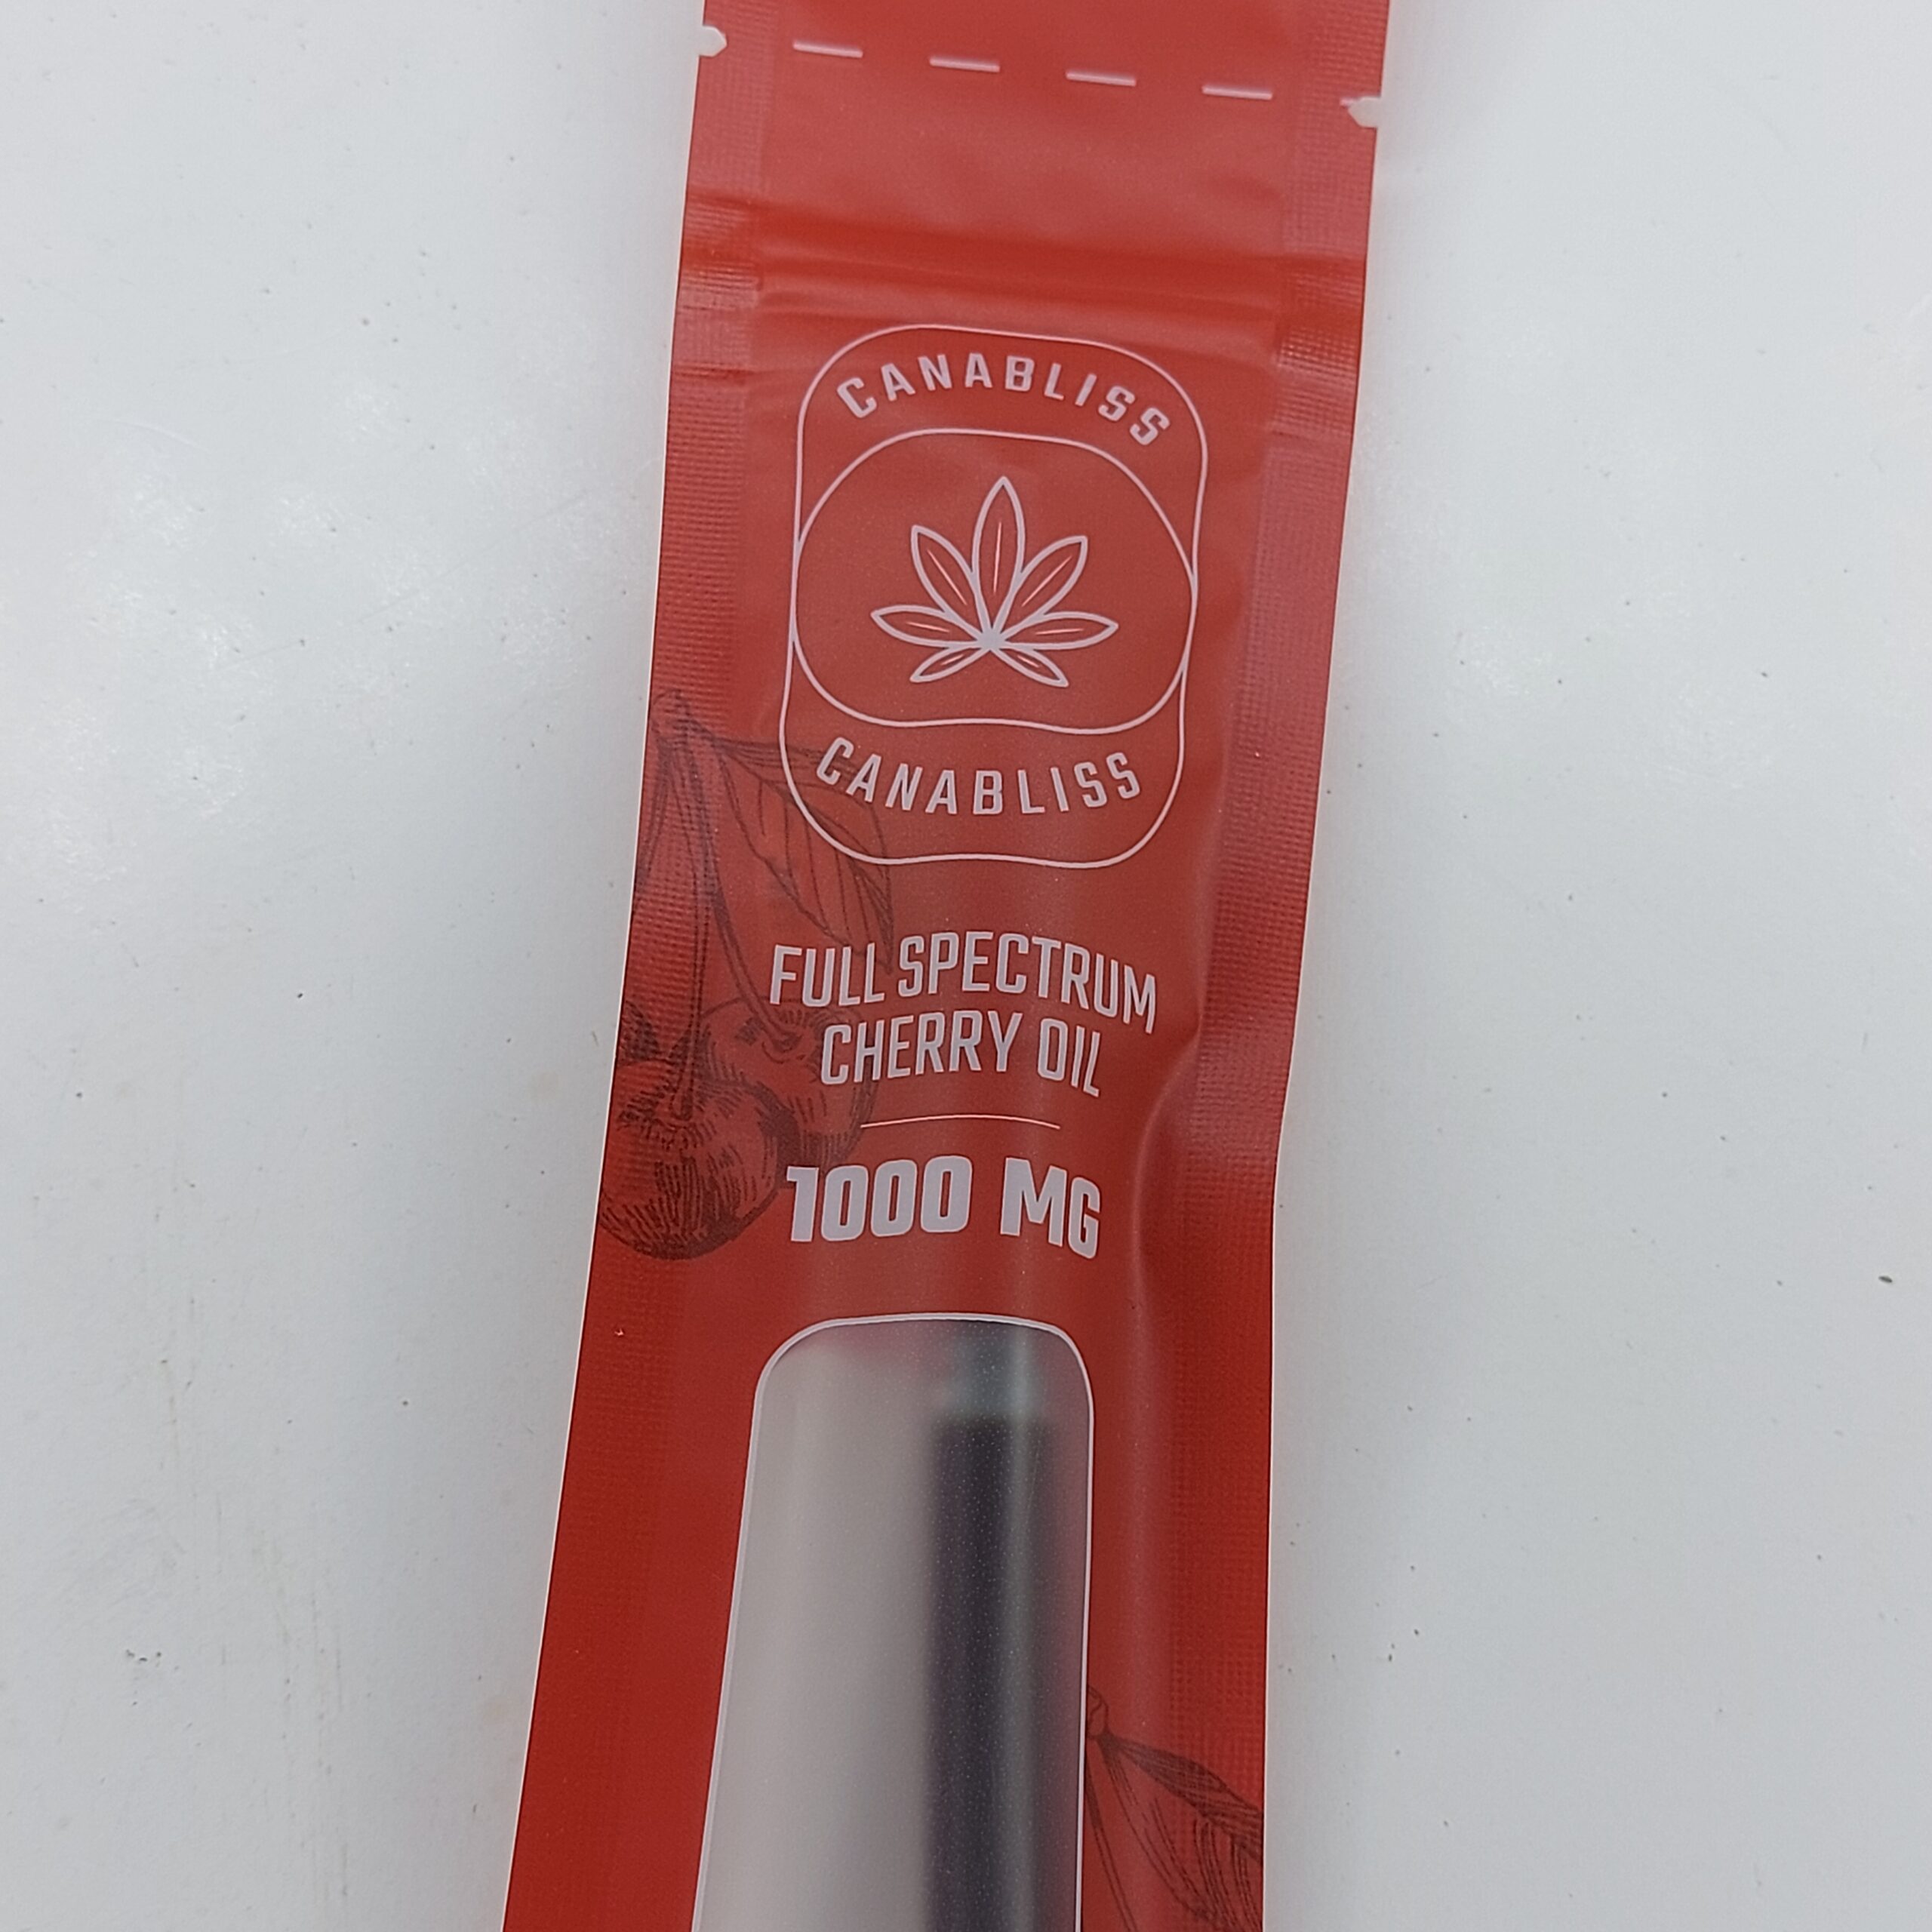 CANABLISS
CANABLISS
FULL SPECTRUM
CHERRY OIL
1000 MG